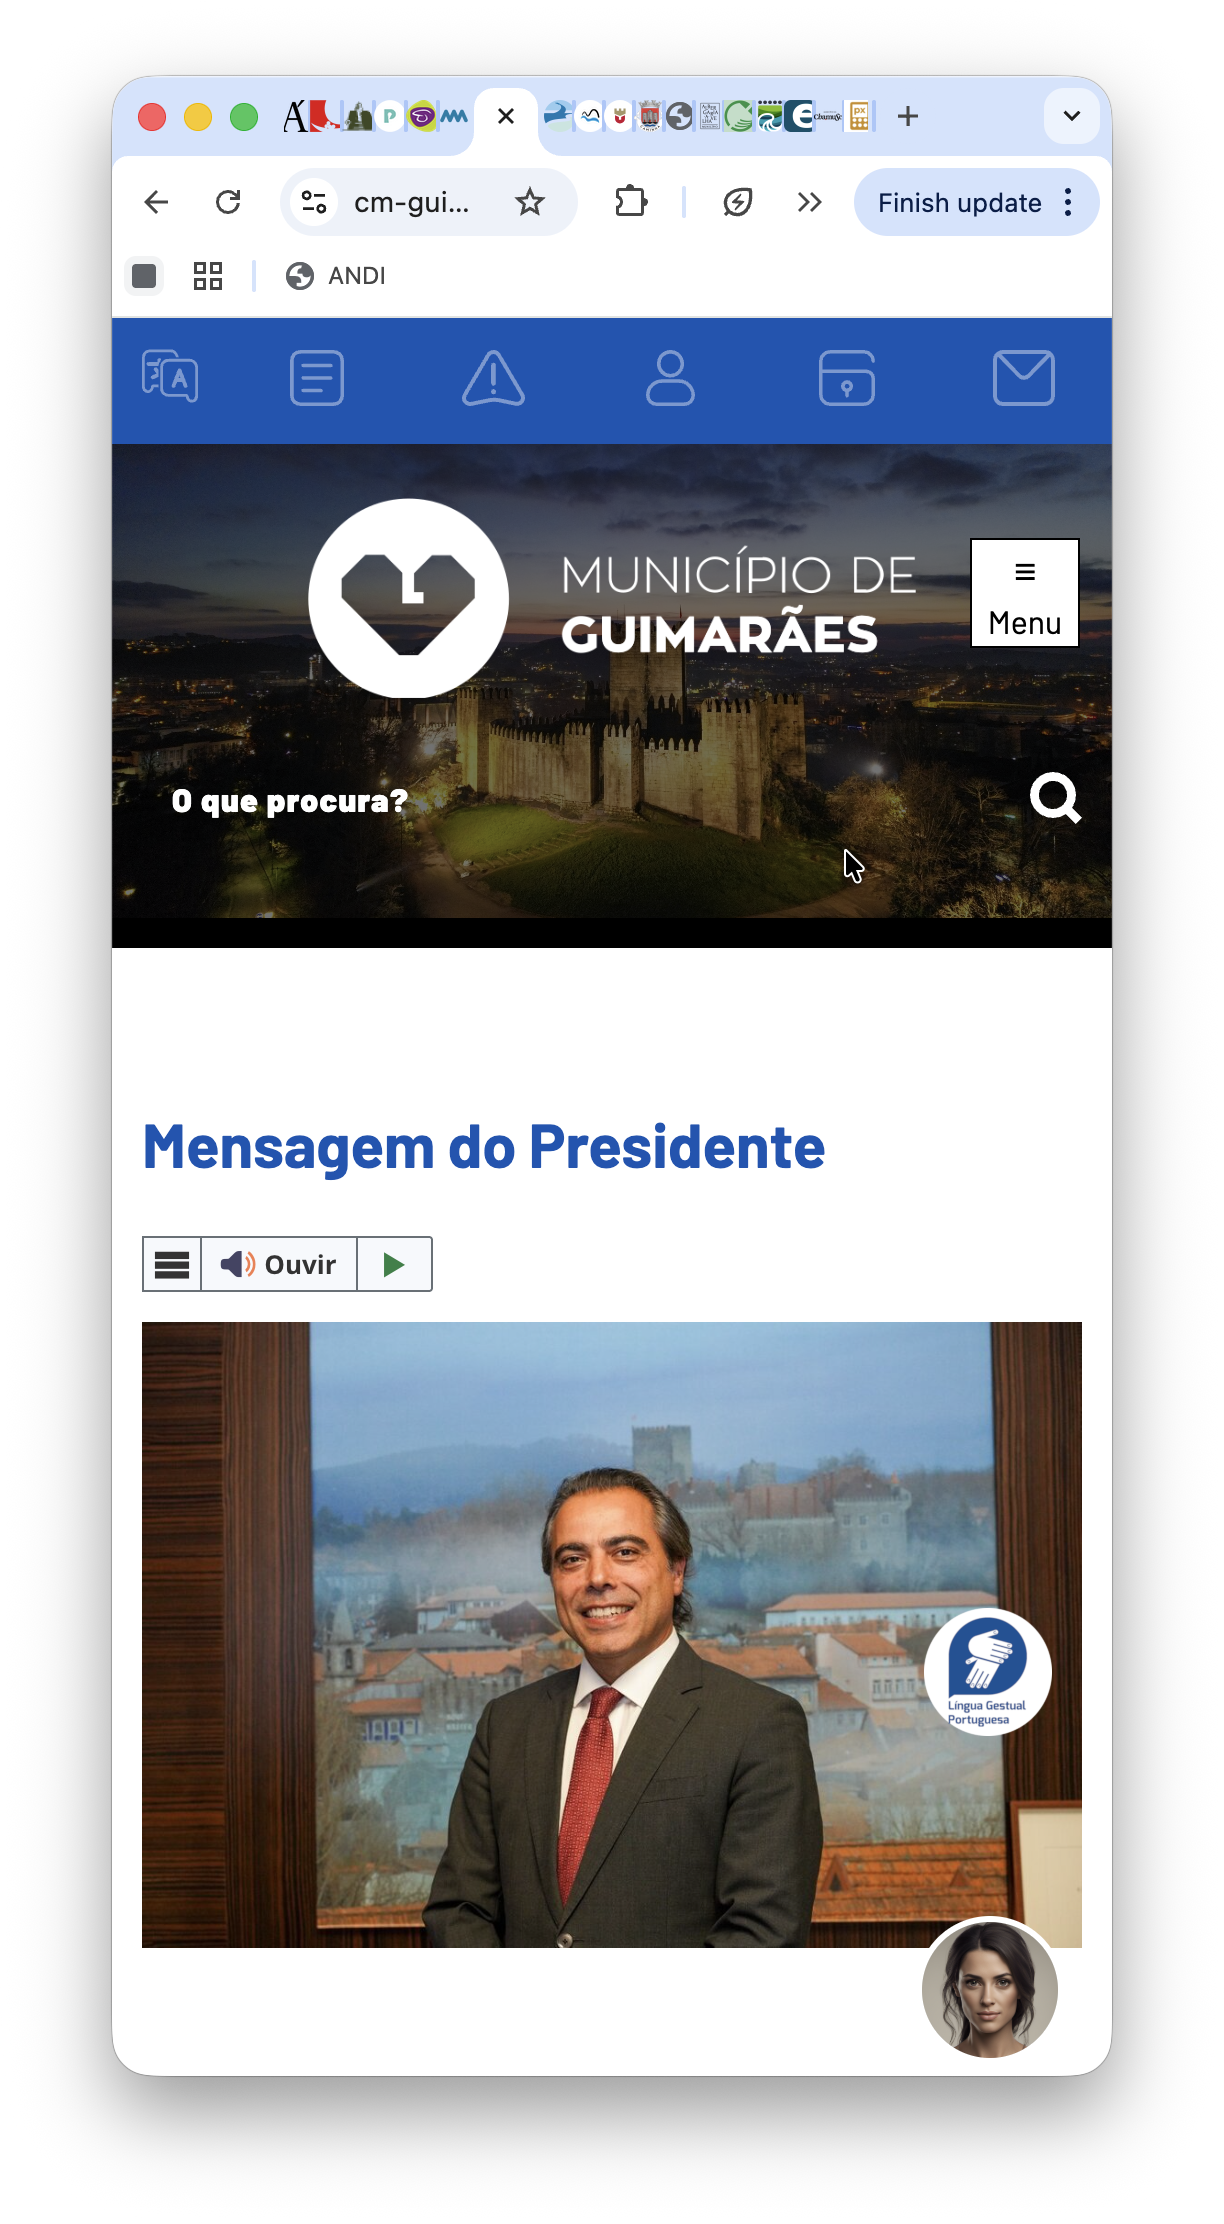 cm-gui...
Finish update
ANDI
MUNICÍPIO DE
GUIMARÃES
Menu
O que procura?
Mensagem do Presidente
Ouvir
Língua Gestual
Portuguesa